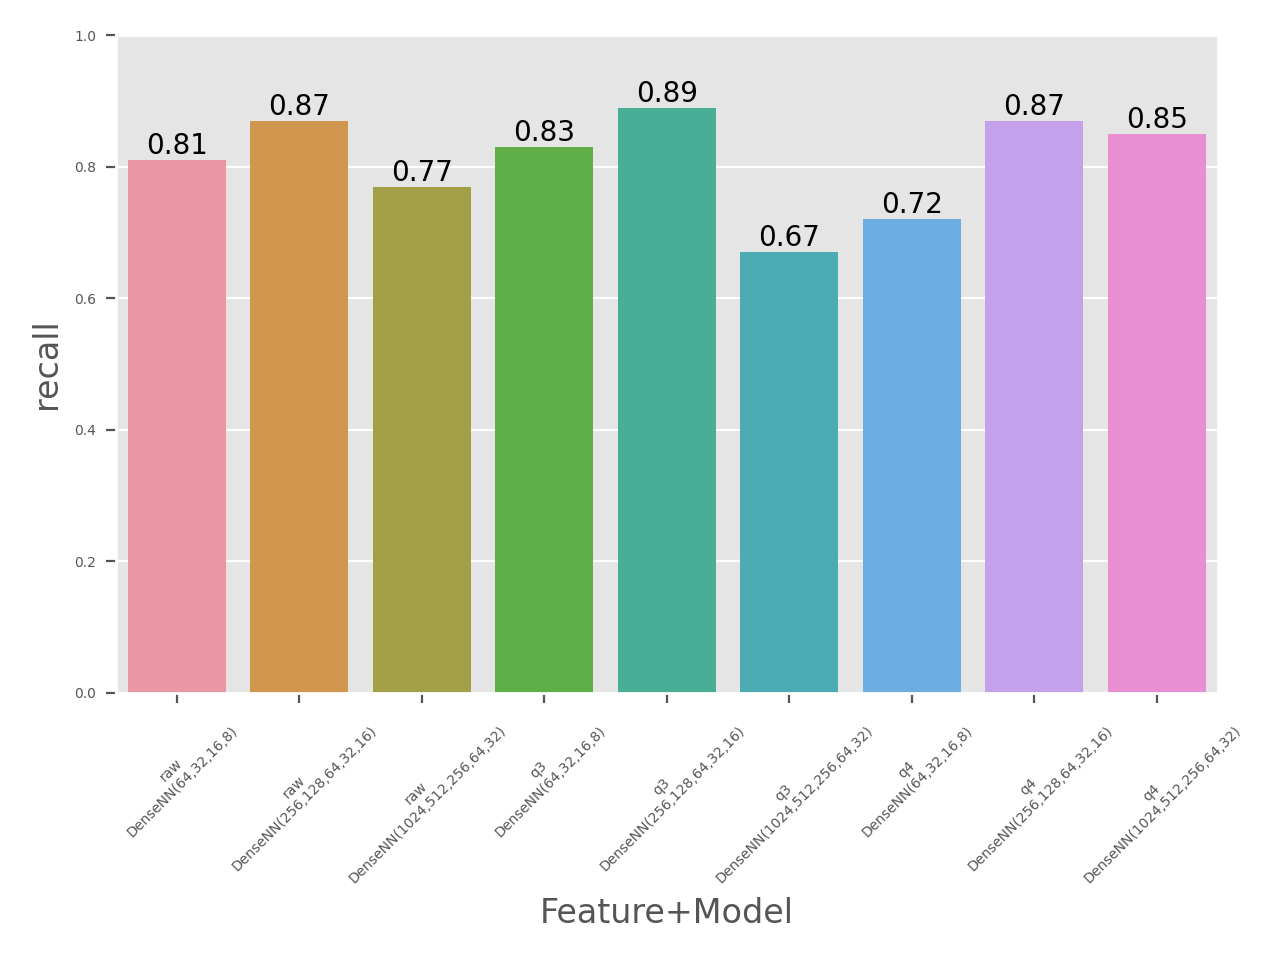 1.0
0.8
0.6
0.4
0.2
0.0
recall
0.81
0.87
0.77
0.83
0.89
0.67
0.72
0.87
0.85
raw
DenseNN(64,32,16,8)
raw
DenseNN(256,128,64,32,16)
raw
DenseNN(1024,512,256,64,32)
q3
DenseNN(64,32,16,8)
q3
DenseNN(256,128,64,32,16)
q3
DenseNN(1024,512,256,64,32)
q4
DenseNN(64,32,16,8)
q4
DenseNN(256,128,64,32,16)
q4
DenseNN(1024,512,256,64,32)
Feature+Model